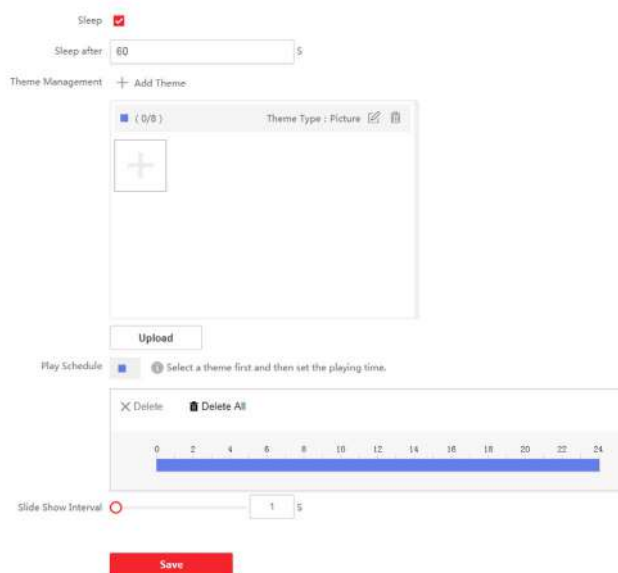 Sleep
Sleep after 60 S
Theme Management + Add Theme
( 0/8 ) Theme Type : Picture
Upload
Play Schedule Select a theme first and then set the playing time.
Delete Delete All
0 2 4 6 8 10 12 14 16 18 20 22 24
Slide Show Interval 1 S
Save